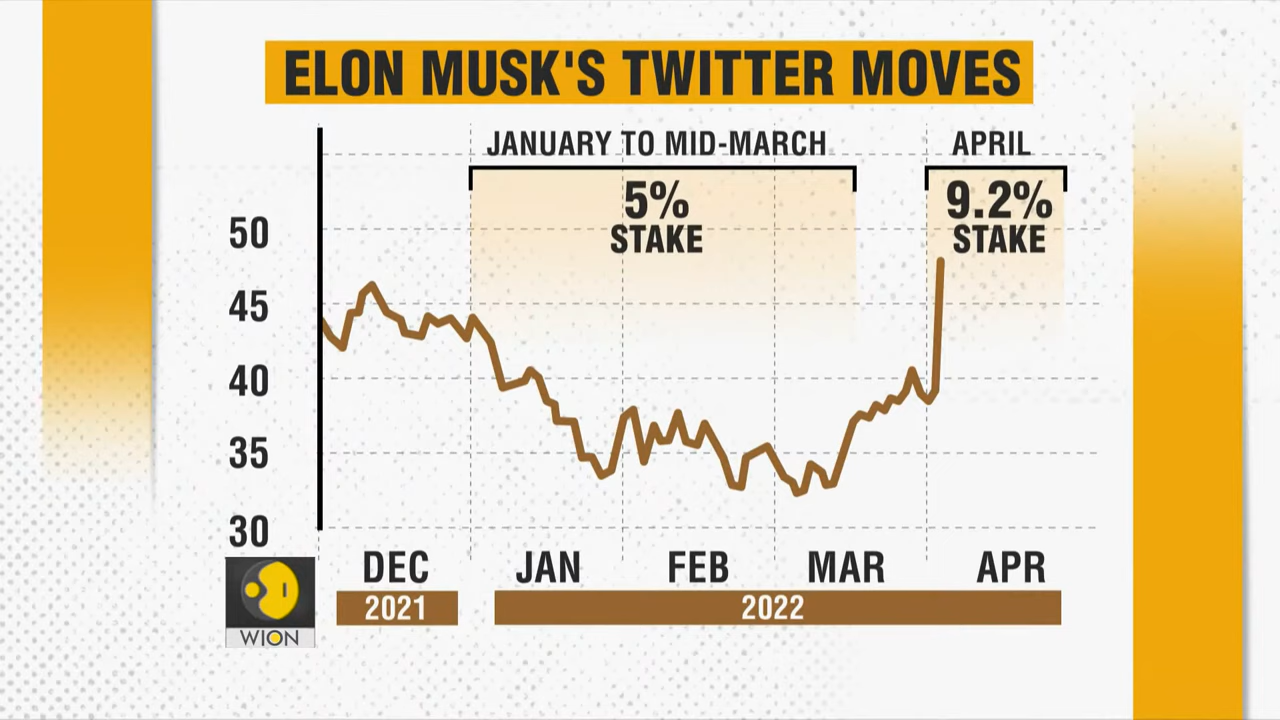 ELON MUSK'S TWITTER MOVES
JANUARY TO MID-MARCH
APRIL
5%
STAKE
9.2%
STAKE
50
45
40
35
30
DEC
JAN
FEB
MAR
APR
2021
2022
WION